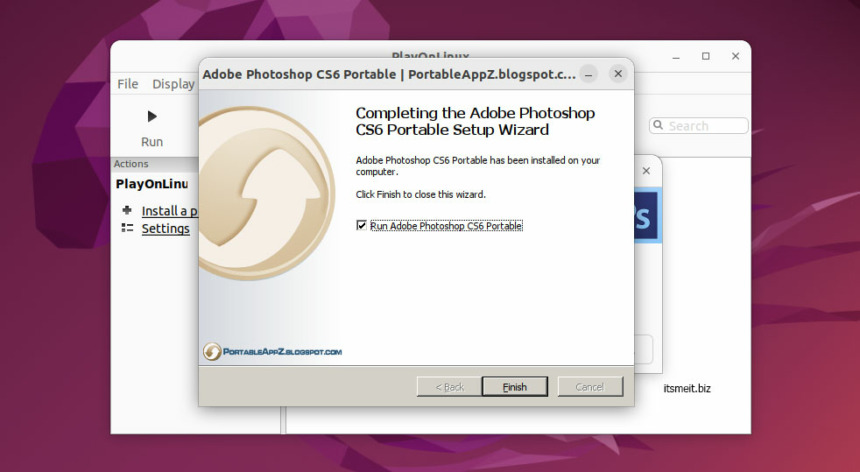 PlayOnLinux
Adobe Photoshop CS6 Portable | PortableAppZ.blogspot.c...
File Display
Run
Search
Actions
PlayOnLinu
Install a p
Settings
Completing the Adobe Photoshop
CS6 Portable Setup Wizard
Adobe Photoshop CS6 Portable has been installed on your
computer.
Click Finish to close this wizard.
Run Adobe Photoshop CS6 Portable
Ps
PortableAppZ.blogspot.com
< Back Finish Cancel
itsmeit.biz